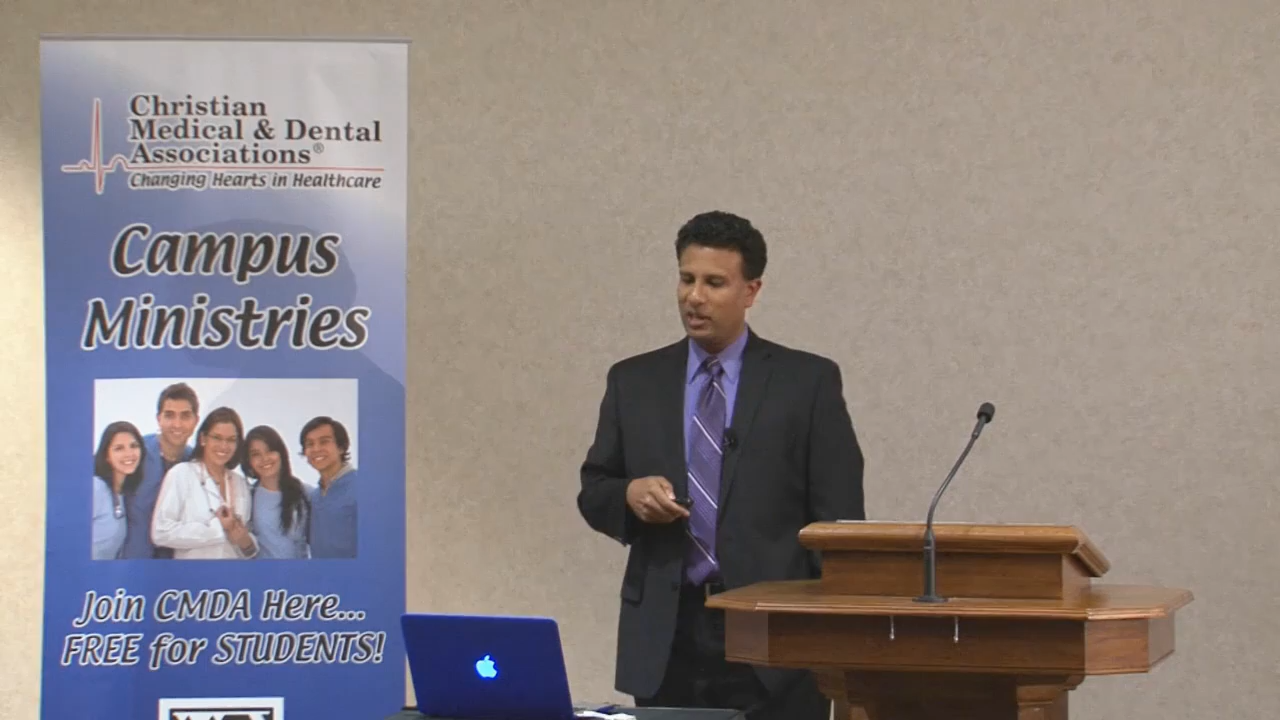 Christian
Medical & Dental
Associations®
Changing Hearts in Healthcare
Campus
Ministries
Join CMDA Here...
FREE for STUDENTS!